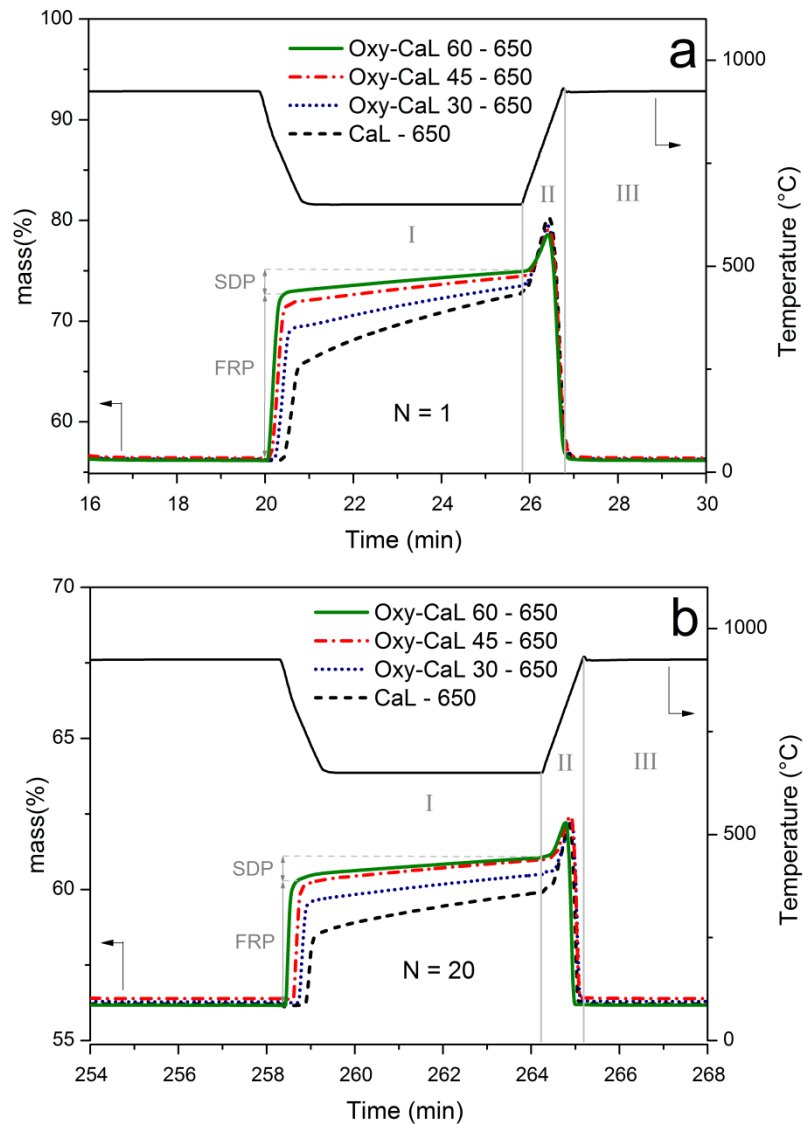 a
Oxy-CaL 60 - 650
Oxy-CaL 45 - 650
Oxy-CaL 30 - 650
CaL - 650
100
90
80
70
60
mass(%)
1000
500
0
Temperature (°C)
I
II
III
SDP
FRP
N = 1
16 18 20 22 24 26 28 30
Time (min)
b
Oxy-CaL 60 - 650
Oxy-CaL 45 - 650
Oxy-CaL 30 - 650
CaL - 650
70
65
60
55
mass(%)
1000
500
0
Temperature (°C)
I
II
III
SDP
FRP
N = 20
254 256 258 260 262 264 266 268
Time (min)